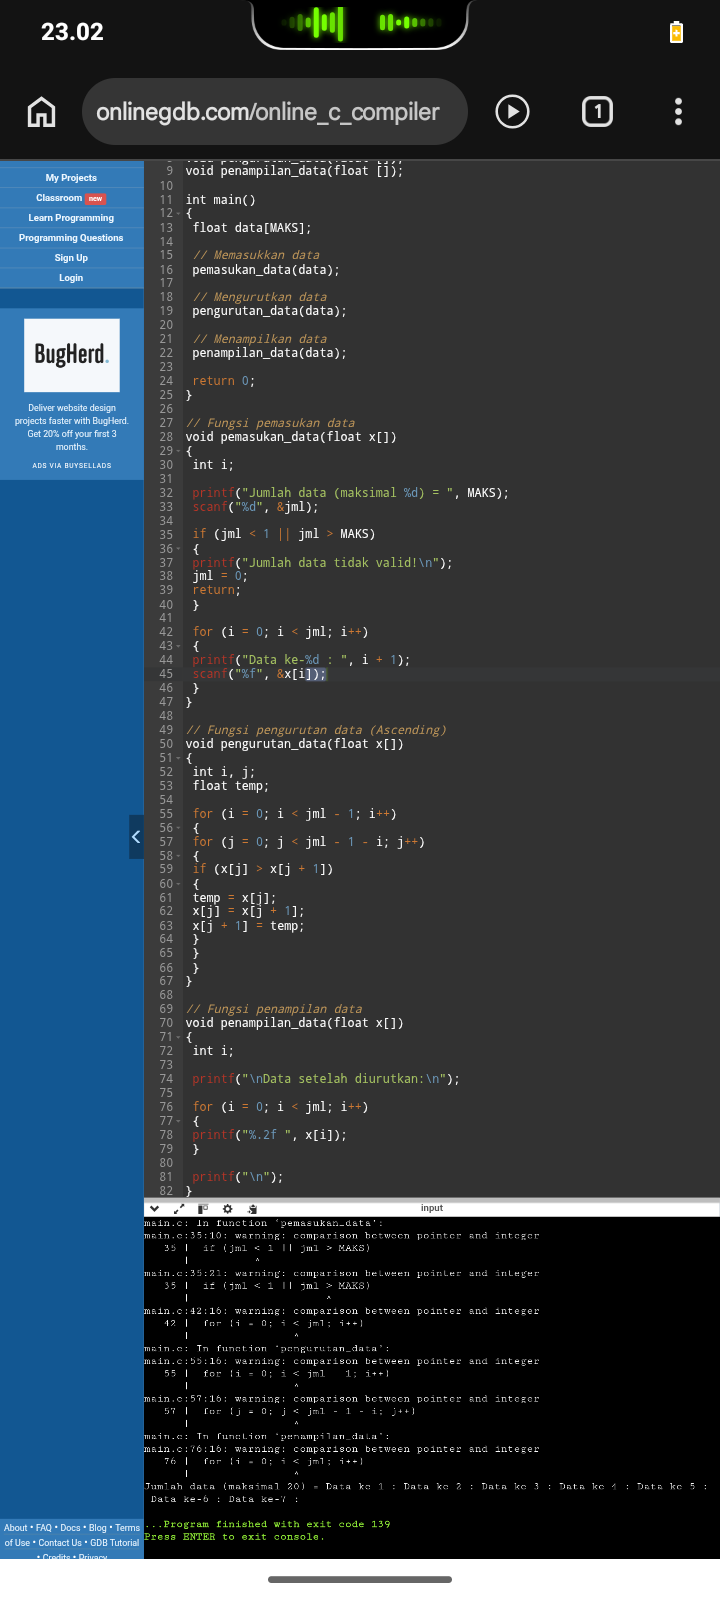 23.02
onlinegdb.com/online_c_compiler
1
My Projects
Classroom new
Learn Programming
Programming Questions
Sign Up
Login
BugHerd.
Deliver website design
projects faster with BugHerd.
Get 20% off your first 3
months.
ADS VIA BUYSELLADS
9 void penampilan_data(float []);
10
11 int main()
12 {
13 float data[MAKS];
14
15 // Memasukkan data
16 pemasukan_data(data);
17
18 // Mengurutkan data
19 pengurutan_data(data);
20
21 // Menampilkan data
22 penampilan_data(data);
23
24 return 0;
25 }
26
27 // Fungsi pemasukan data
28 void pemasukan_data(float x[])
29 {
30 int i;
31
32 printf("Jumlah data (maksimal %d) = ", MAKS);
33 scanf("%d", &jml);
34
35 if (jml < 1 || jml > MAKS)
36 {
37 printf("Jumlah data tidak valid!\n");
38 jml = 0;
39 return;
40 }
41
42 for (i = 0; i < jml; i++)
43 {
44 printf("Data ke-%d : ", i + 1);
45 scanf("%f", &x[i]);
46 }
47 }
48
49 // Fungsi pengurutan data (Ascending)
50 void pengurutan_data(float x[])
51 {
52 int i, j;
53 float temp;
54
55 for (i = 0; i < jml - 1; i++)
56 {
57 for (j = 0; j < jml - 1 - i; j++)
58 {
59 if (x[j] > x[j + 1])
60 {
61 temp = x[j];
62 x[j] = x[j + 1];
63 x[j + 1] = temp;
64 }
65 }
66 }
67 }
68
69 // Fungsi penampilan data
70 void penampilan_data(float x[])
71 {
72 int i;
73
74 printf("\nData setelah diurutkan:\n");
75
76 for (i = 0; i < jml; i++)
77 {
78 printf("%.2f ", x[i]);
79 }
80
81 printf("\n");
82 }
input
main.c: In function 'pemasukan_data':
main.c:35:10: warning: comparison between pointer and integer
35 | if (jml < 1 || jml > MAKS)
| ^
main.c:35:21: warning: comparison between pointer and integer
35 | if (jml < 1 || jml > MAKS)
| ^
main.c:42:16: warning: comparison between pointer and integer
42 | for (i = 0; i < jml; i++)
| ^
main.c: In function 'pengurutan_data':
main.c:55:16: warning: comparison between pointer and integer
55 | for (i = 0; i < jml   1; i++)
| ^
main.c:57:16: warning: comparison between pointer and integer
57 | for (j = 0; j < jml - 1 - i; j++)
| ^
main.c: In function 'penampilan_data':
main.c:76:16: warning: comparison between pointer and integer
76 | for (i = 0; i < jml; i++)
| ^
Jumlah data (maksimal 20) = Data ke 1 : Data ke 2 : Data ke 3 : Data ke 4 : Data ke 5 :
Data ke-6 : Data ke-7 :
...Program finished with exit code 139
Press ENTER to exit console.
About • FAQ • Docs • Blog • Terms
of Use • Contact Us • GDB Tutorial
• Credits • Privacy